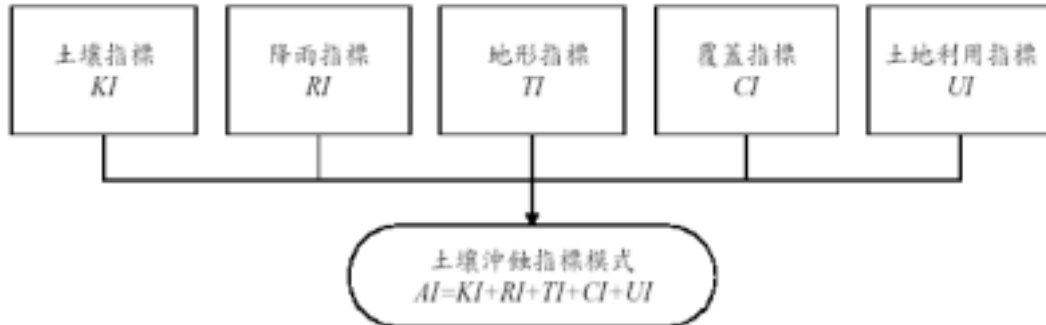 土壤指標
KI
降雨指標
RI
地形指標
TI
覆蓋指標
CI
土地利用指標
UI
土壤沖蝕指標模式
AI=KI+RI+TI+CI+UI